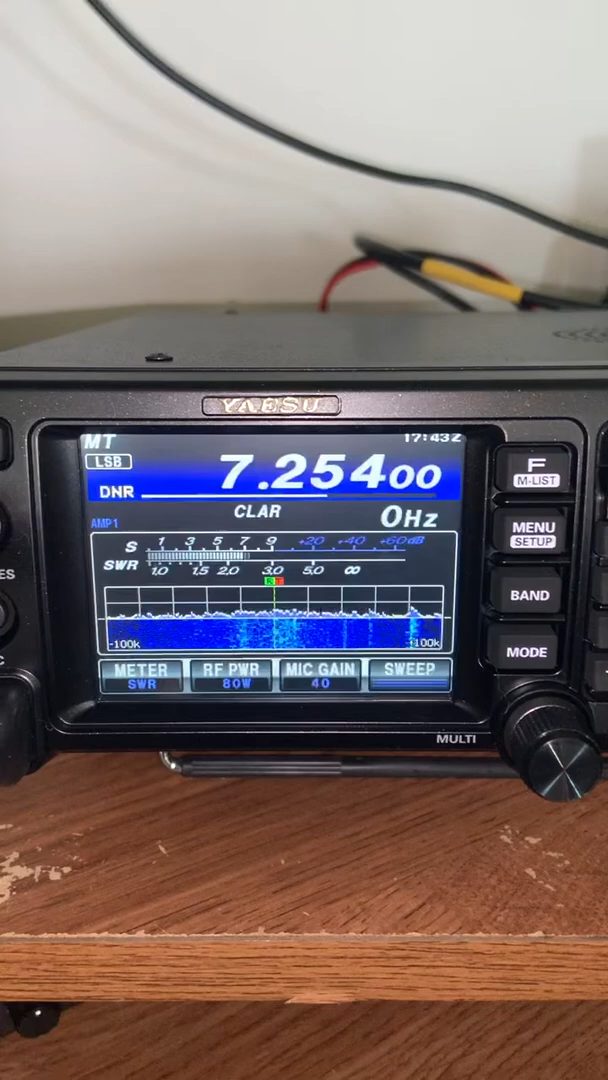 YAESU
MT
17:43Z
LSB
7.25400
DNR
CLAR
0Hz
AMP1
S 1 3 5 7 9 +20 +40 +60dB
SWR 1.0 1.5 2.0 3.0 5.0 ∞
-100k +100k
METER RF PWR MIC GAIN SWEEP
SWR 80W 40
F
M-LIST
MENU
SETUP
BAND
MODE
MULTI
ES
C